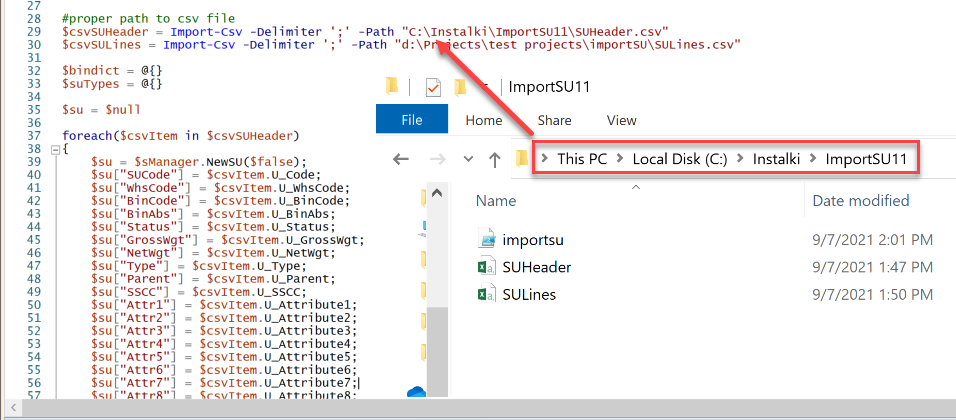 27
28 #proper path to csv file
29 $csvSUHeader = Import-Csv -Delimiter ';' -Path "C:\Instalki\ImportSU11\SUHeader.csv"
30 $csvSULines = Import-Csv -Delimiter ';' -Path "d:\Projects\test projects\importSU\SULines.csv"
31
32 $bindict = @{}
33 $suTypes = @{}
34
35 $su = $null
36
37 foreach($csvItem in $csvSUHeader)
38 {
39 $su = $sManager.NewSU($false);
40 $su["SUCode"] = $csvItem.U_Code;
41 $su["WhsCode"] = $csvItem.U_WhsCode;
42 $su["BinCode"] = $csvItem.U_BinCode;
43 $su["BinAbs"] = $csvItem.U_BinAbs;
44 $su["Status"] = $csvItem.U_Status;
45 $su["GrossWgt"] = $csvItem.U_GrossWgt;
46 $su["NetWgt"] = $csvItem.U_NetWgt;
47 $su["Type"] = $csvItem.U_Type;
48 $su["Parent"] = $csvItem.U_Parent;
49 $su["SSCC"] = $csvItem.U_SSCC;
50 $su["Attr1"] = $csvItem.U_Attribute1;
51 $su["Attr2"] = $csvItem.U_Attribute2;
52 $su["Attr3"] = $csvItem.U_Attribute3;
53 $su["Attr4"] = $csvItem.U_Attribute4;
54 $su["Attr5"] = $csvItem.U_Attribute5;
55 $su["Attr6"] = $csvItem.U_Attribute6;
56 $su["Attr7"] = $csvItem.U_Attribute7;
57 $su["Attr8"] = $csvItem.U_Attribute8;
ImportSU11
File Home Share View
This PC > Local Disk (C:) > Instalki > ImportSU11
Name Date modified
importsu 9/7/2021 2:01 PM
SUHeader 9/7/2021 1:47 PM
SULines 9/7/2021 1:50 PM